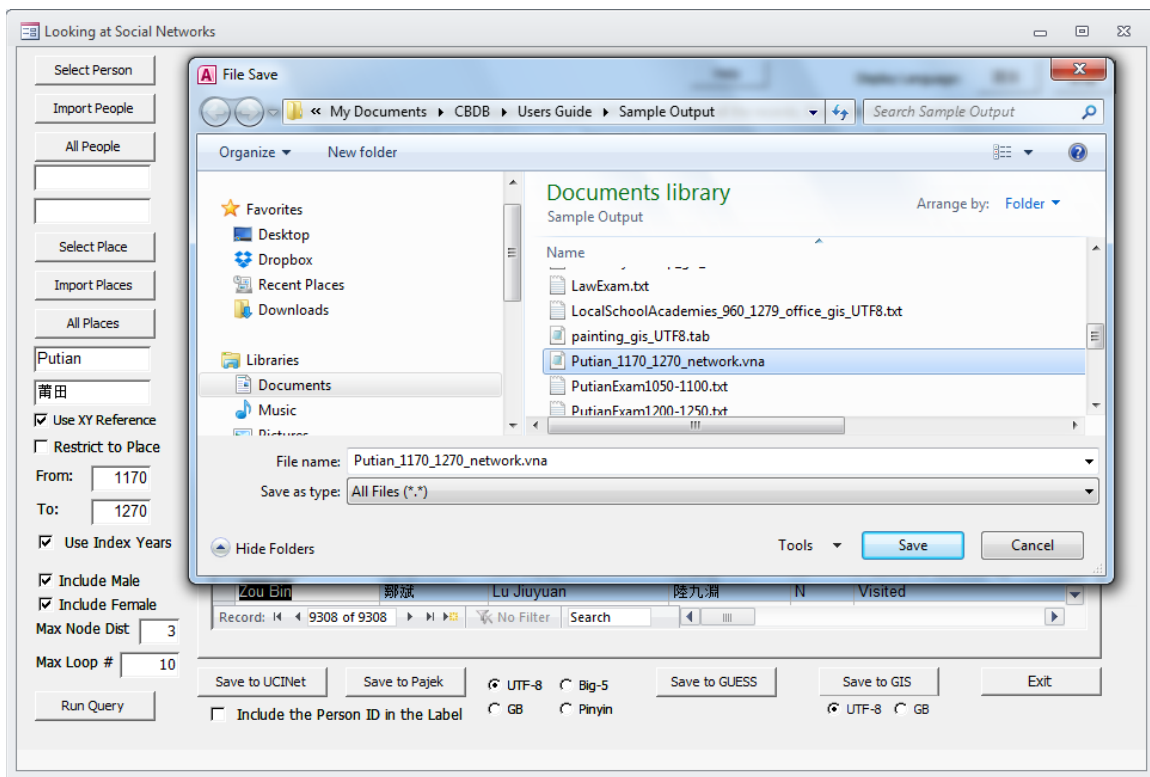 Looking at Social Networks
Select Person
Import People
All People
Select Place
Import Places
All Places
Putian
莆田
Use XY Reference
Restrict to Place
From: 1170
To: 1270
Use Index Years
Include Male
Include Female
Max Node Dist 3
Max Loop # 10
Run Query
File Save
« My Documents CBDB Users Guide Sample Output
Search Sample Output
Organize New folder
Favorites
Desktop
Dropbox
Recent Places
Downloads
Libraries
Documents
Music
Pictures
Documents library
Sample Output
Arrange by: Folder
Name
LawExam.txt
LocalSchoolAcademies_960_1279_office_gis_UTF8.txt
painting_gis_UTF8.tab
Putian_1170_1270_network.vna
PutianExam1050-1100.txt
PutianExam1200-1250.txt
File name: Putian_1170_1270_network.vna
Save as type: All Files (*.*)
Hide Folders
Tools Save Cancel
Zou Bin 鄒斌 Lu Jiuyuan 陸九淵 N Visited
Record: 9308 of 9308 No Filter Search
Save to UCINet Save to Pajek UTF-8 Big-5 Save to GUESS Save to GIS Exit
Include the Person ID in the Label GB Pinyin UTF-8 GB